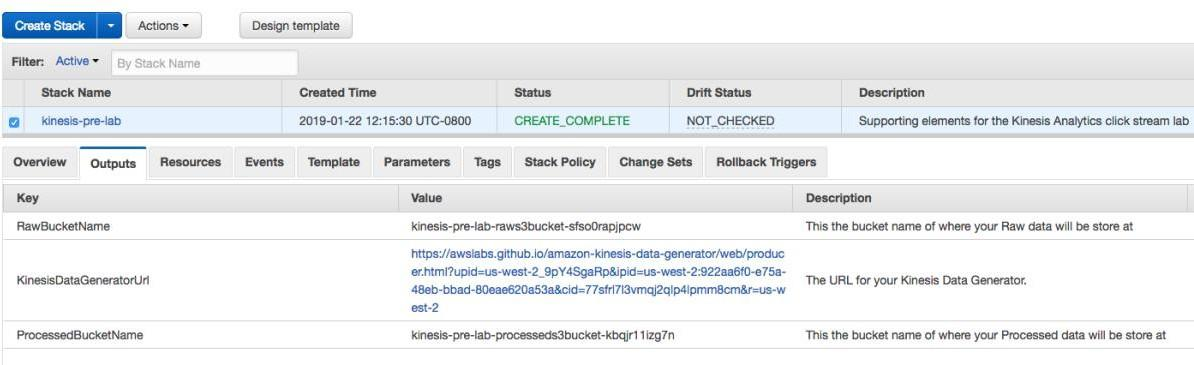 Create Stack Actions Design template
Filter: Active By Stack Name
Stack Name Created Time Status Drift Status Description
kinesis-pre-lab 2019-01-22 12:15:30 UTC-0800 CREATE_COMPLETE NOT_CHECKED Supporting elements for the Kinesis Analytics click stream lab
Overview Outputs Resources Events Template Parameters Tags Stack Policy Change Sets Rollback Triggers
Key Value Description
RawBucketName kinesis-pre-lab-raws3bucket-sfso0rapjpcw This the bucket name of where your Raw data will be store at
https://awslabs.github.io/amazon-kinesis-data-generator/web/produc
er.html?upid=us-west-2_9pY4SgaRp&ipid=us-west-2:922aa6f0-e75a-
KinesisDataGeneratorUrl The URL for your Kinesis Data Generator.
48eb-bbad-80eae620a53a&cid=77sfrl7l3vmqj2qlp4lpmm8cm&r=us-w
est-2
ProcessedBucketName kinesis-pre-lab-processeds3bucket-kbqjr11izg7n This the bucket name of where your Processed data will be store at